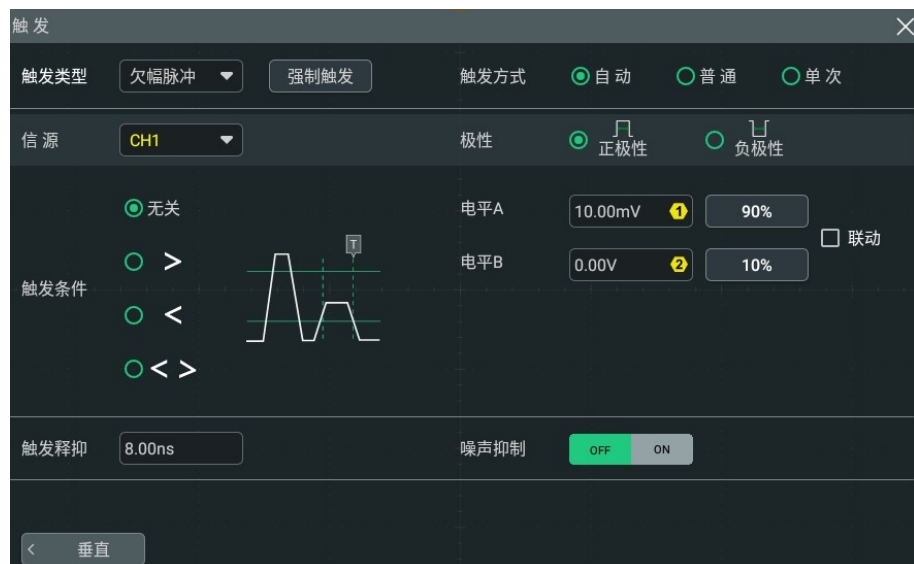 触发
触发类型 欠幅脉冲 强制触发 触发方式 自动 普通 单次
信源 CH1 极性 正极性 负极性
无关 电平A 10.00mV 1 90%
联动
> T 电平B 0.00V 2 10%
触发条件
<
< >
触发释抑 8.00ns 噪声抑制 OFF ON
< 垂直